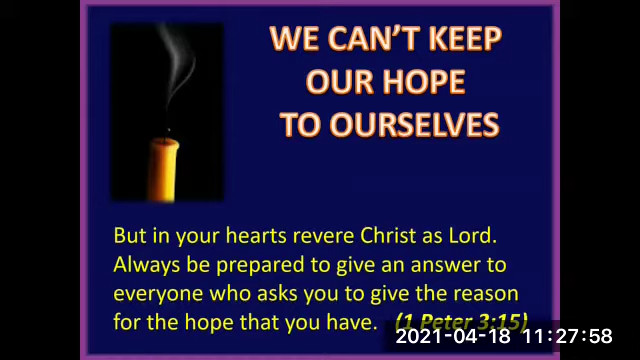 WE CAN'T KEEP
OUR HOPE
TO OURSELVES
But in your hearts revere Christ as Lord.
Always be prepared to give an answer to
everyone who asks you to give the reason
for the hope that you have. (1 Peter 3:15)
2021-04-18 11:27:58